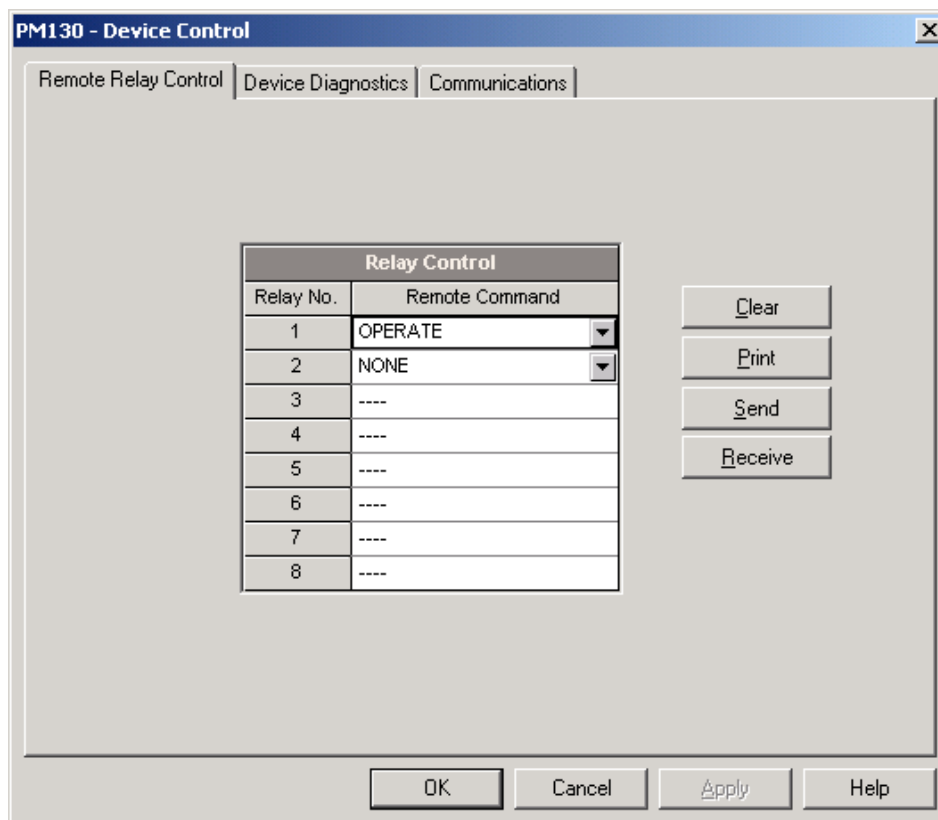 PM130 - Device Control
Remote Relay Control Device Diagnostics Communications
Relay Control
Relay No. Remote Command
1 OPERATE
2 NONE
3 ----
4 ----
5 ----
6 ----
7 ----
8 ----
Clear
Print
Send
Receive
OK Cancel Apply Help